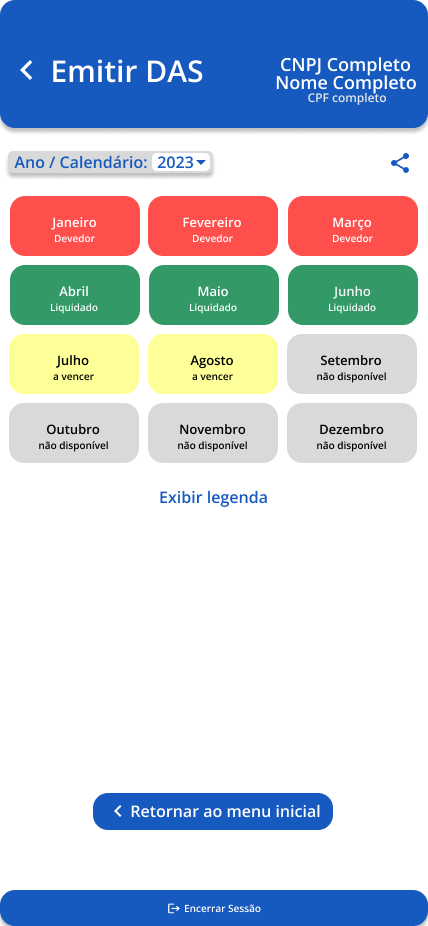 Emitir DAS
CNPJ Completo
Nome Completo
CPF completo
Ano / Calendário: 2023
Janeiro
Devedor
Fevereiro
Devedor
Março
Devedor
Abril
Liquidado
Maio
Liquidado
Junho
Liquidado
Julho
a vencer
Agosto
a vencer
Setembro
não disponível
Outubro
não disponível
Novembro
não disponível
Dezembro
não disponível
Exibir legenda
Retornar ao menu inicial
Encerrar Sessão